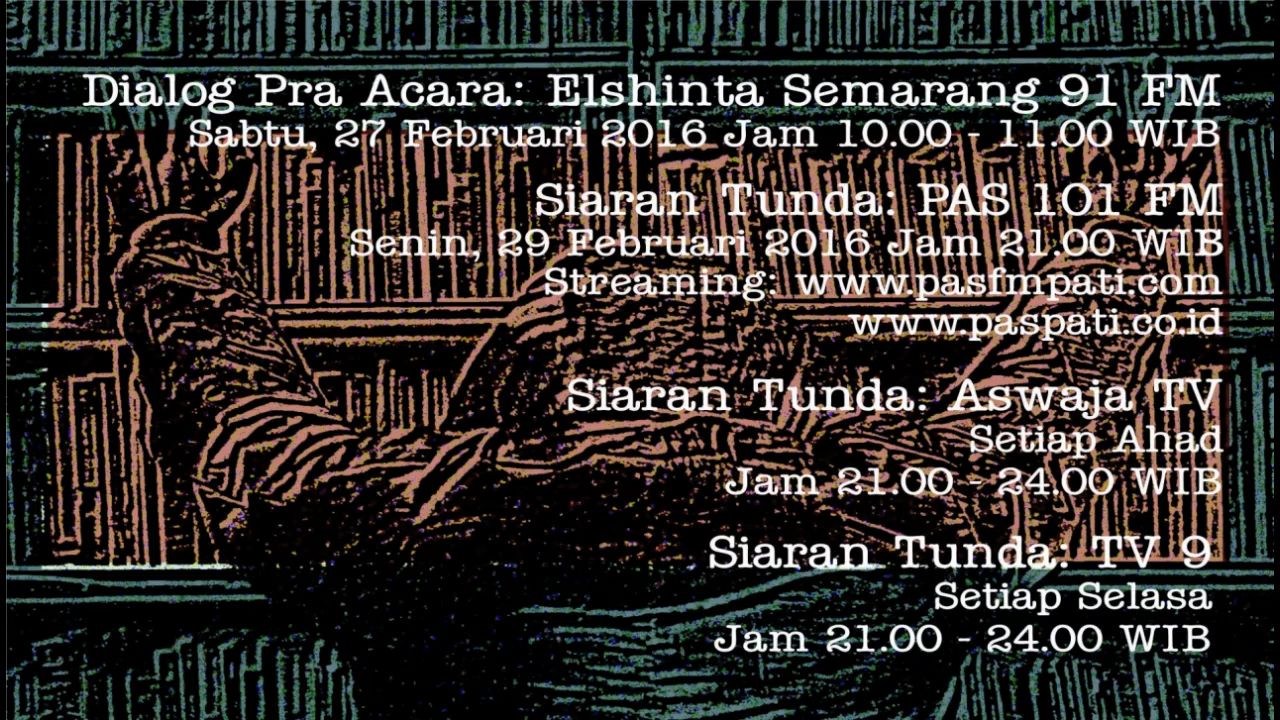 Dialog Pra Acara: Elshinta Semarang 91 FM
Sabtu, 27 Februari 2016 Jam 10.00 - 11.00 WIB
Siaran Tunda: PAS 101 FM
Senin, 29 Februari 2016 Jam 21.00 WIB
Streaming: www.pasfmpati.com
www.paspati.co.id
Siaran Tunda: Aswaja TV
Setiap Ahad
Jam 21.00 - 24.00 WIB
Siaran Tunda: TV 9
Setiap Selasa
Jam 21.00 - 24.00 WIB